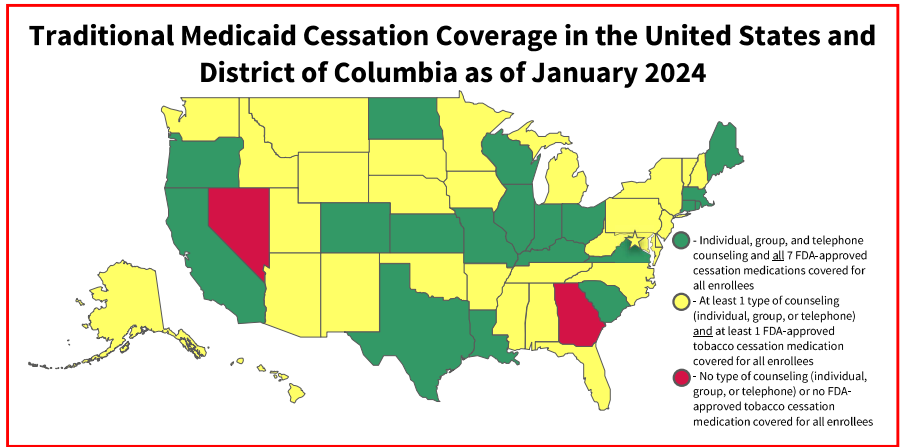 Traditional Medicaid Cessation Coverage in the United States and
District of Columbia as of January 2024
- Individual, group, and telephone
counseling and all 7 FDA-approved
cessation medications covered for
all enrollees
- At least 1 type of counseling
(individual, group, or telephone)
and at least 1 FDA-approved
tobacco cessation medication
covered for all enrollees
- No type of counseling (individual,
group, or telephone) or no FDA-
approved tobacco cessation
medication covered for all enrollees